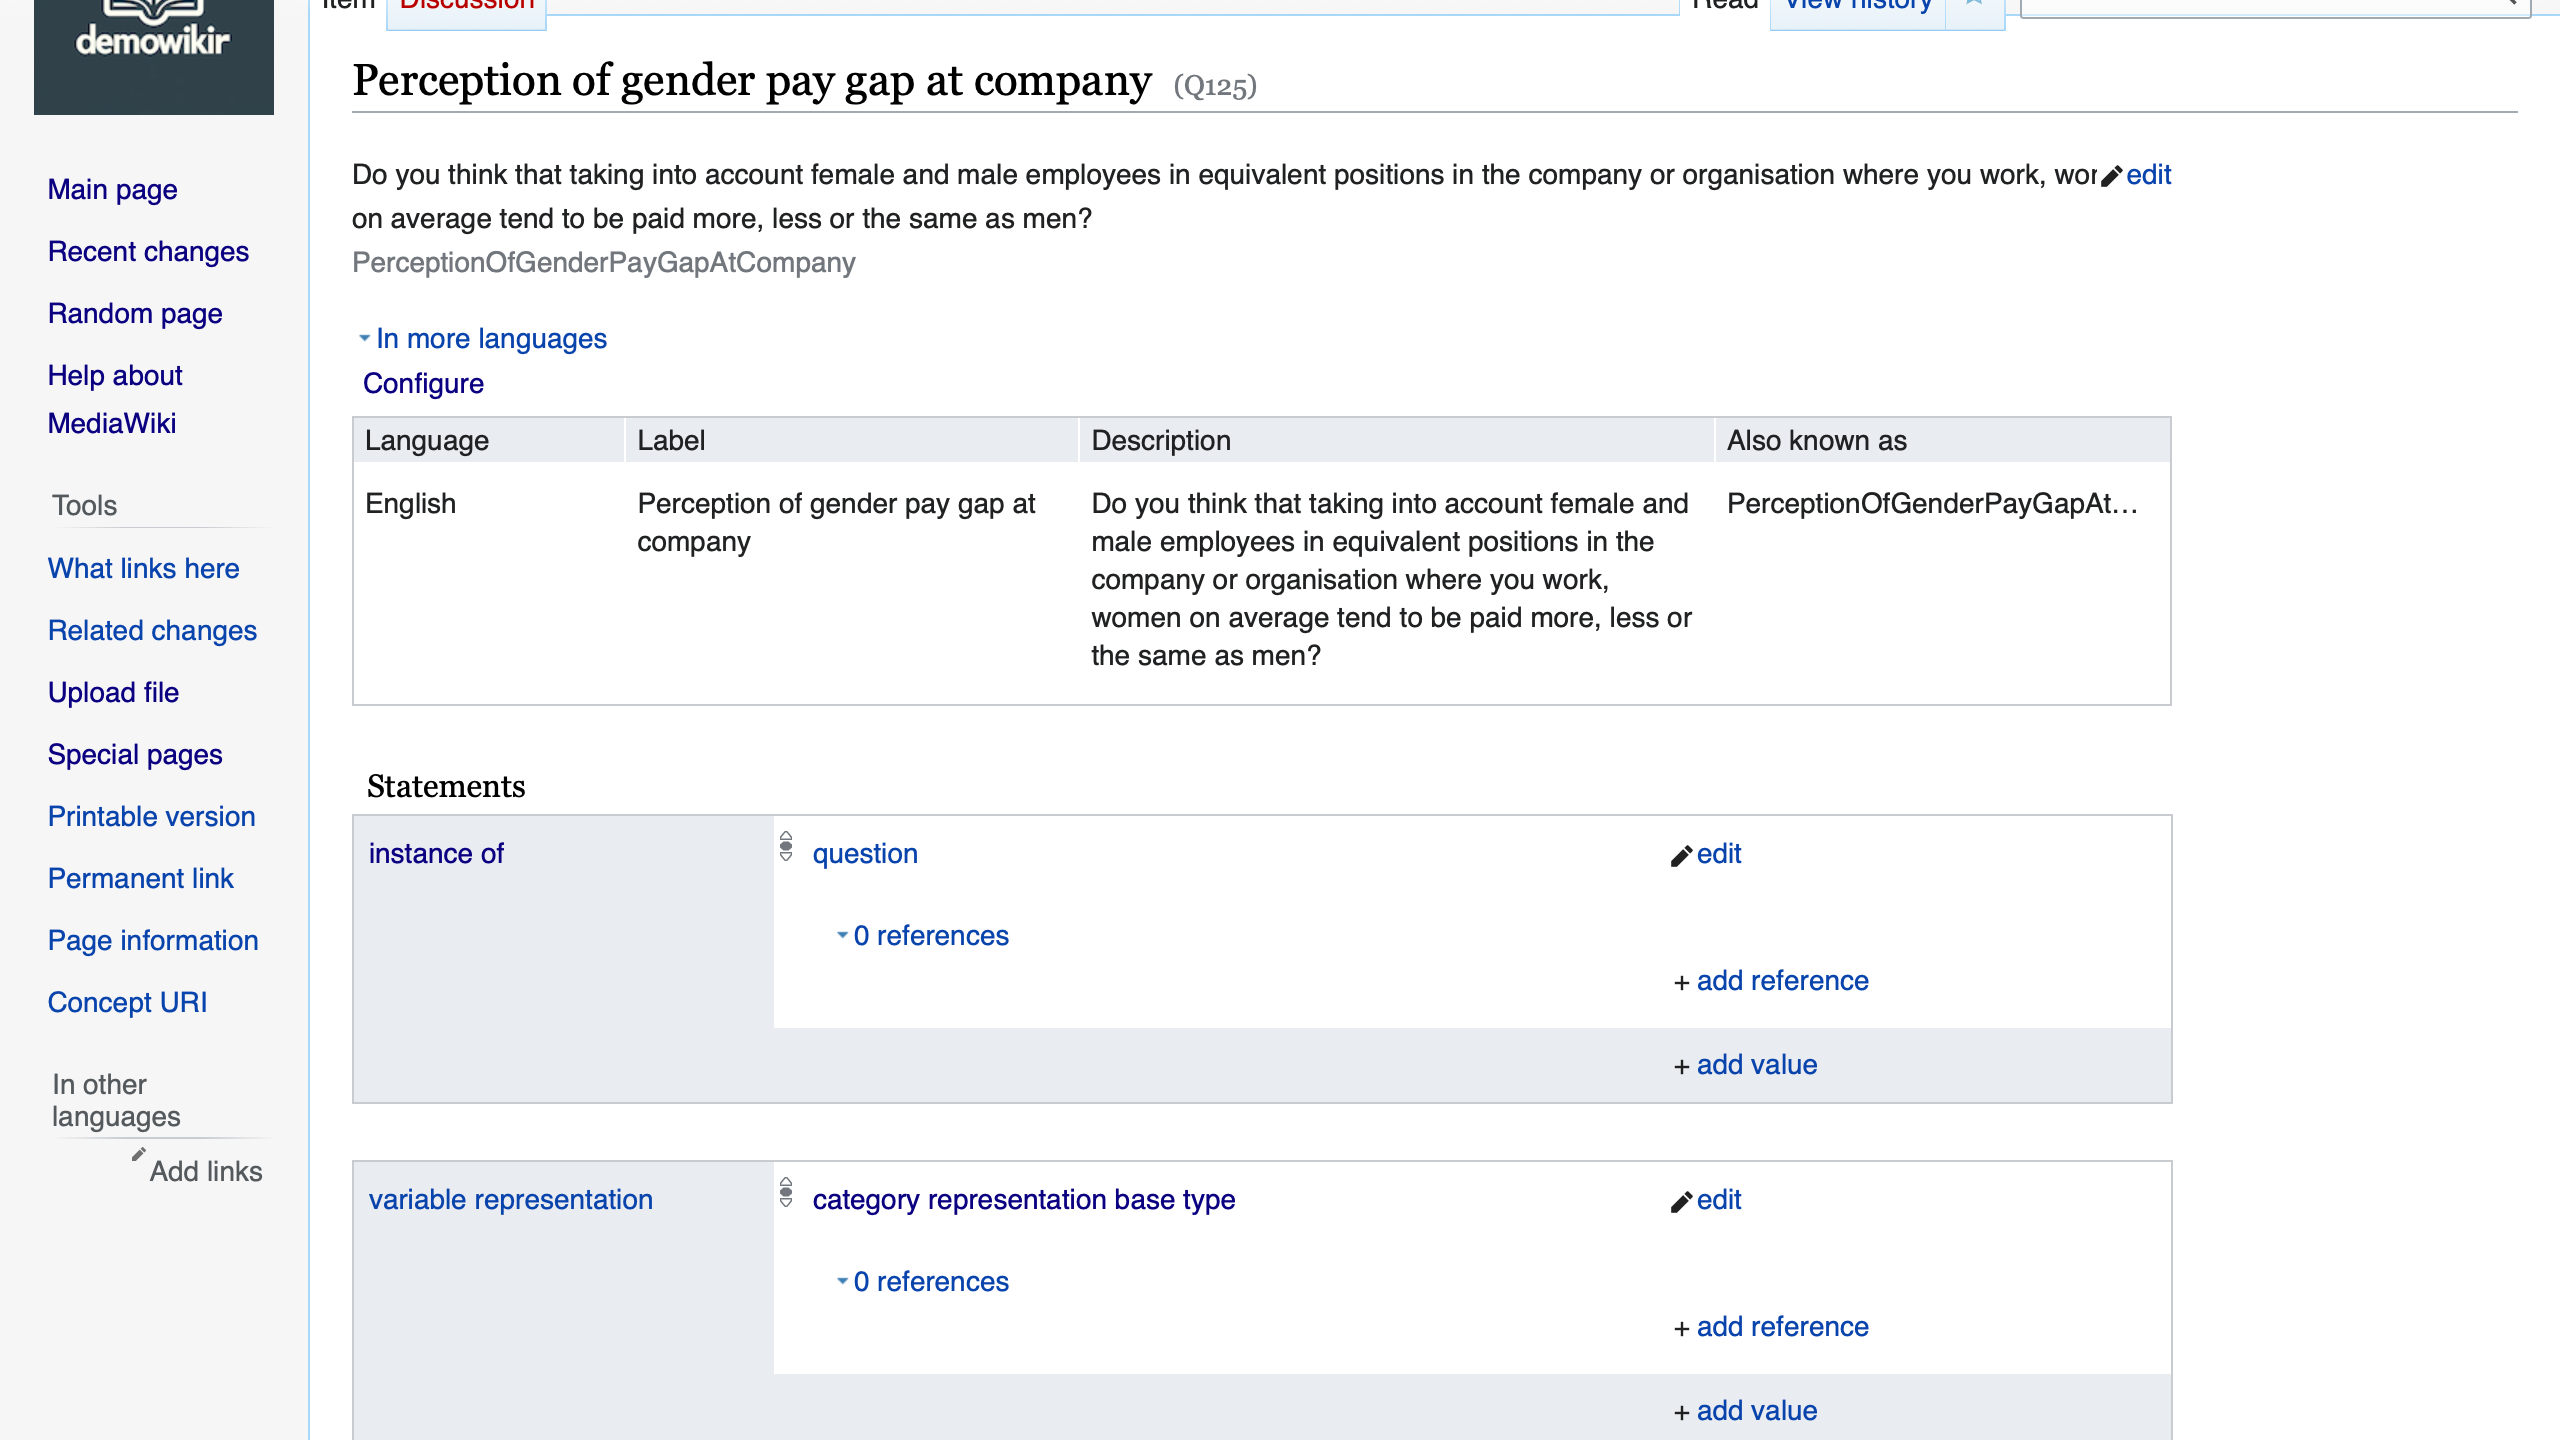 demowikir
Item
Discussion
Read
View history
Perception of gender pay gap at company (Q125)
Do you think that taking into account female and male employees in equivalent positions in the company or organisation where you work, wor
edit
on average tend to be paid more, less or the same as men?
PerceptionOfGenderPayGapAtCompany
In more languages
Configure
Language Label Description Also known as
English
Perception of gender pay gap at
company
Do you think that taking into account female and
male employees in equivalent positions in the
company or organisation where you work,
women on average tend to be paid more, less or
the same as men?
PerceptionOfGenderPayGapAt...
Statements
instance of
question
edit
0 references
+ add reference
+ add value
variable representation
category representation base type
edit
0 references
+ add reference
+ add value
Main page
Recent changes
Random page
Help about
MediaWiki
Tools
What links here
Related changes
Upload file
Special pages
Printable version
Permanent link
Page information
Concept URI
In other
languages
Add links